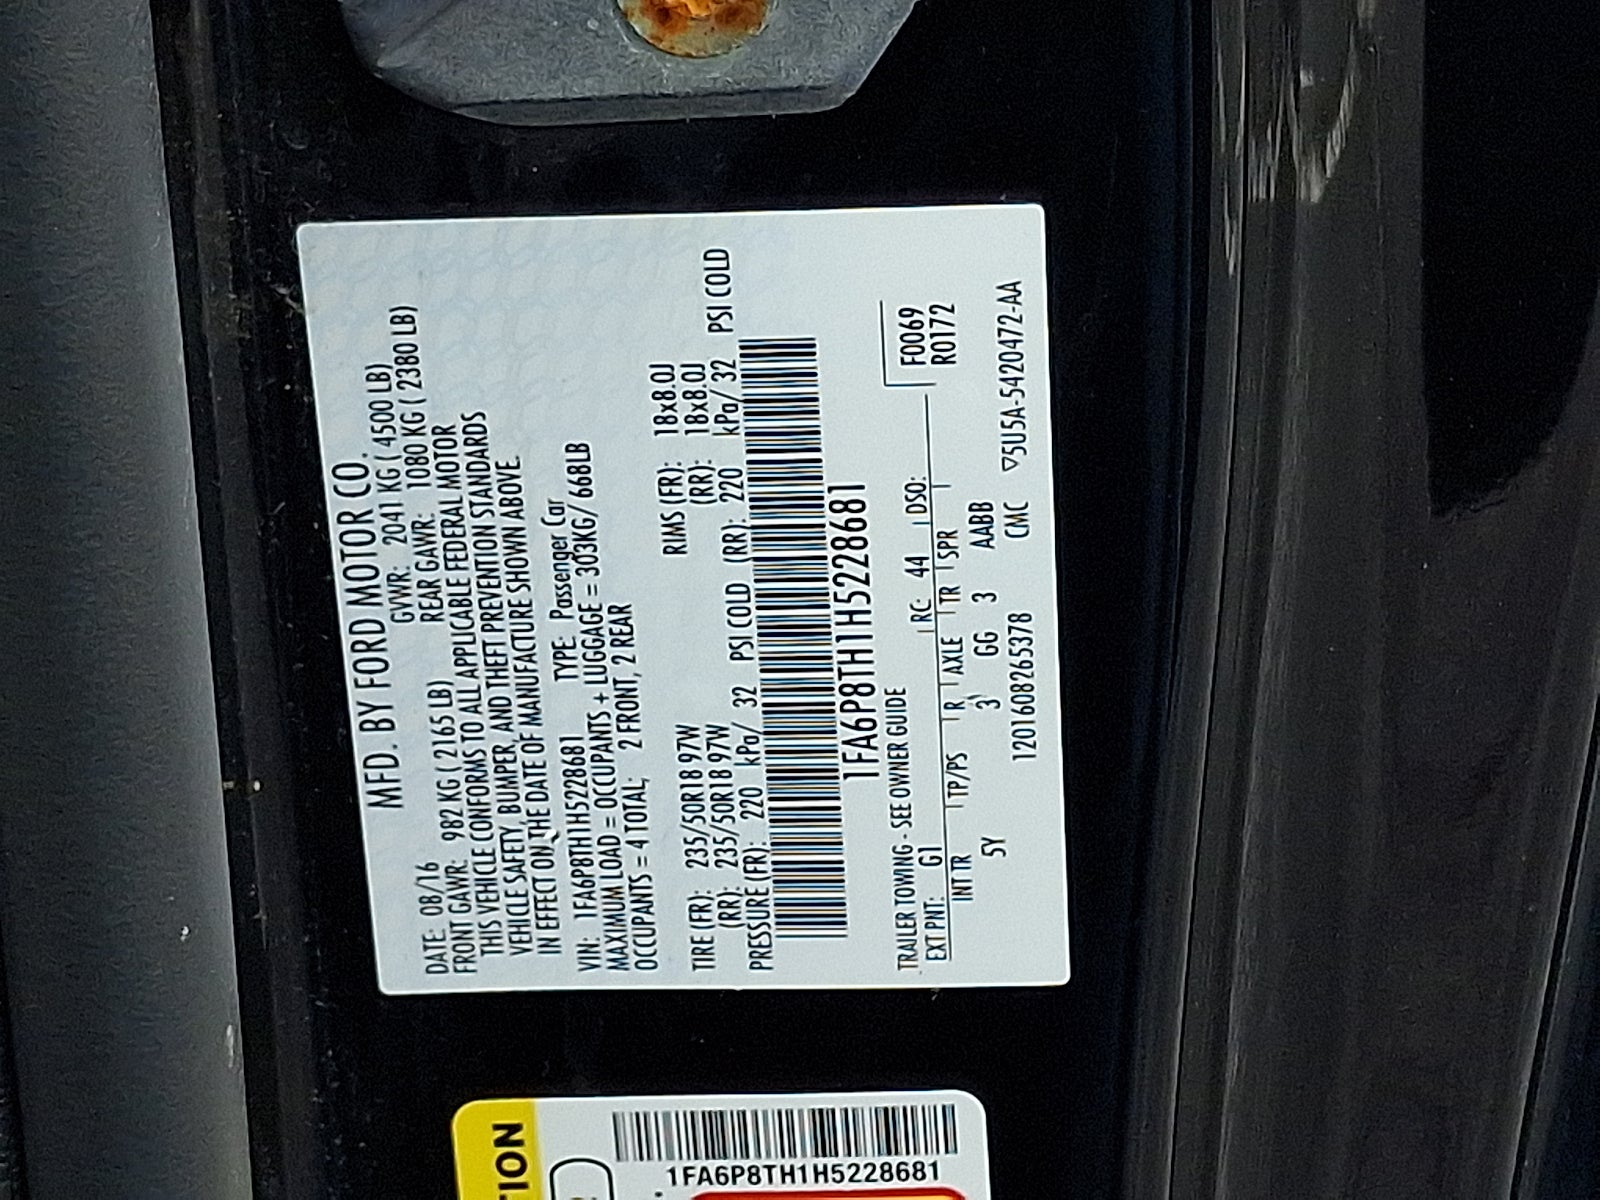 MFD. BY FORD MOTOR CO.
DATE: 08/16 GVWR: 2041 KG ( 4500 LB)
FRONT GAWR: 982 KG ( 2165 LB) REAR GAWR: 1080 KG ( 2380 LB)
THIS VEHICLE CONFORMS TO ALL APPLICABLE FEDERAL MOTOR
VEHICLE SAFETY, BUMPER, AND THEFT PREVENTION STANDARDS
IN EFFECT ON THE DATE OF MANUFACTURE SHOWN ABOVE.
VIN: 1FA6P8TH1H5228681 TYPE: Passenger Car
MAXIMUM LOAD = OCCUPANTS + LUGGAGE = 303KG/ 668LB
OCCUPANTS = 4 TOTAL; 2 FRONT, 2 REAR
TIRE (FR): 235/50R18 97W RIMS (FR): 18x8.0J
(RR): 235/50R18 97W (RR): 18x8.0J
PRESSURE (FR): 220 kPa/ 32 PSI COLD (RR): 220 kPa/ 32 PSI COLD
1FA6P8TH1H5228681
TRAILER TOWING - SEE OWNER GUIDE
F0069
R0172
EXT PNT: G1 RC: 44 DSO:
INT TR TP/PS R AXLE TR SPR
5Y 3 GG 3 AABB
1201608265378 CMC ▽5U5A-5420472-AA
TION
1FA6P8TH1H5228681